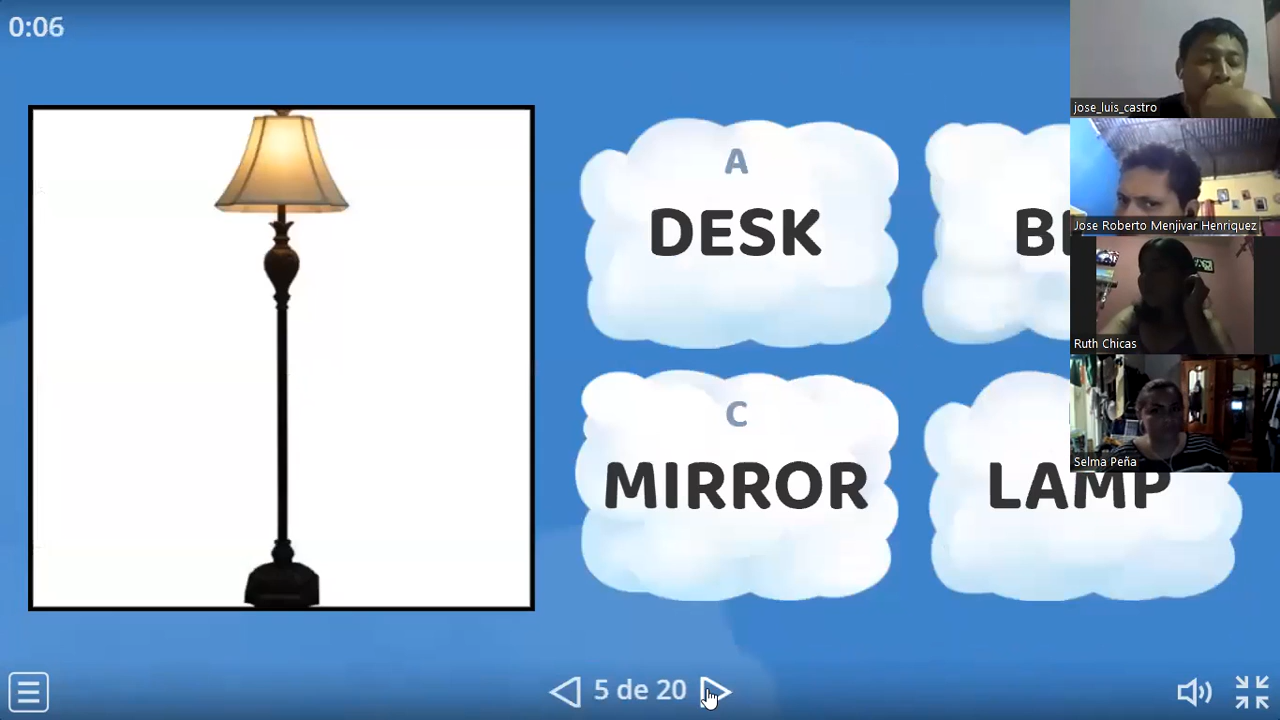 0:06
A
DESK
C
MIRROR
LAMP
5 de 20
jose_luis_castro
Jose Roberto Menjivar Henriquez
Ruth Chicas
Selma Peña